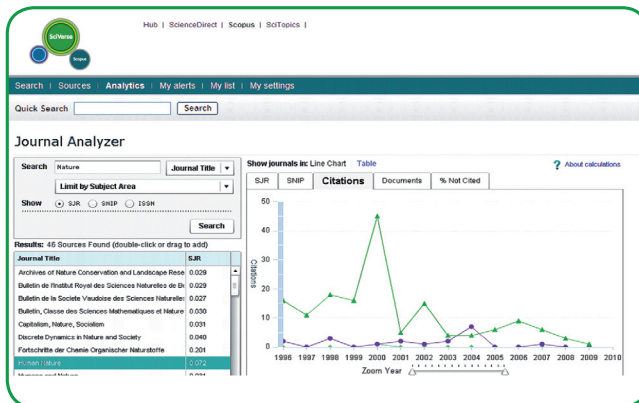 SciVerse
Scopus
Hub | ScienceDirect | Scopus | SciTopics |
Search | Sources | Analytics | My alerts | My list | My settings
Quick Search Search
Journal Analyzer
Search Nature Journal Title
Limit by Subject Area
Show SJR SNIP ISSN
Search
Results: 46 Sources Found (double-click or drag to add)
Journal Title SJR
Archives of Nature Conservation and Landscape Rese 0.029
Bulletin de l'Institut Royal des Sciences Naturelles de Be 0.029
Bulletin de la Societe Vaudoise des Sciences Naturelles 0.027
Bulletin, Classe des Sciences Mathematiques et Nature 0.030
Capitalism, Nature, Socialism 0.031
Discrete Dynamics in Nature and Society 0.040
Fortschritte der Chemie Organischer Naturstoffe 0.201
Human Nature 0.072
Show journals in: Line Chart Table
? About calculations
SJR SNIP Citations Documents % Not Cited
Citations
50
40
30
20
10
0
1996 1997 1998 1999 2000 2001 2002 2003 2004 2005 2006 2007 2008 2009 2010
Zoom Year